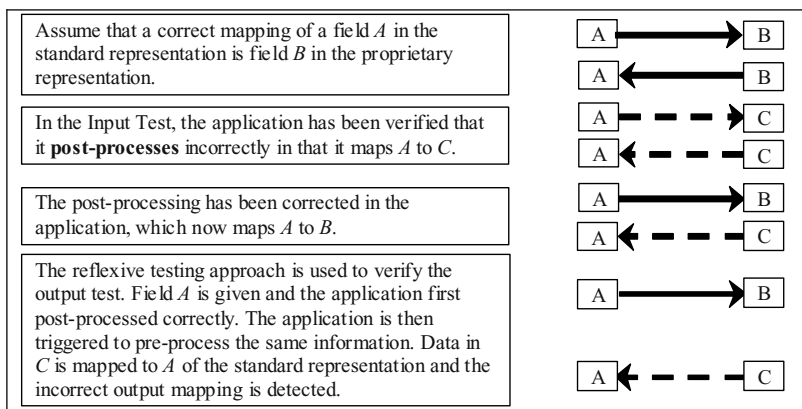 Assume that a correct mapping of a field A in the
standard representation is field B in the proprietary
representation.
A B
A B
In the Input Test, the application has been verified that
it post-processes incorrectly in that it maps A to C.
A C
A C
The post-processing has been corrected in the
application, which now maps A to B.
A B
A C
The reflexive testing approach is used to verify the
output test. Field A is given and the application first
post-processed correctly. The application is then
triggered to pre-process the same information. Data in
C is mapped to A of the standard representation and the
incorrect output mapping is detected.
A B
A C